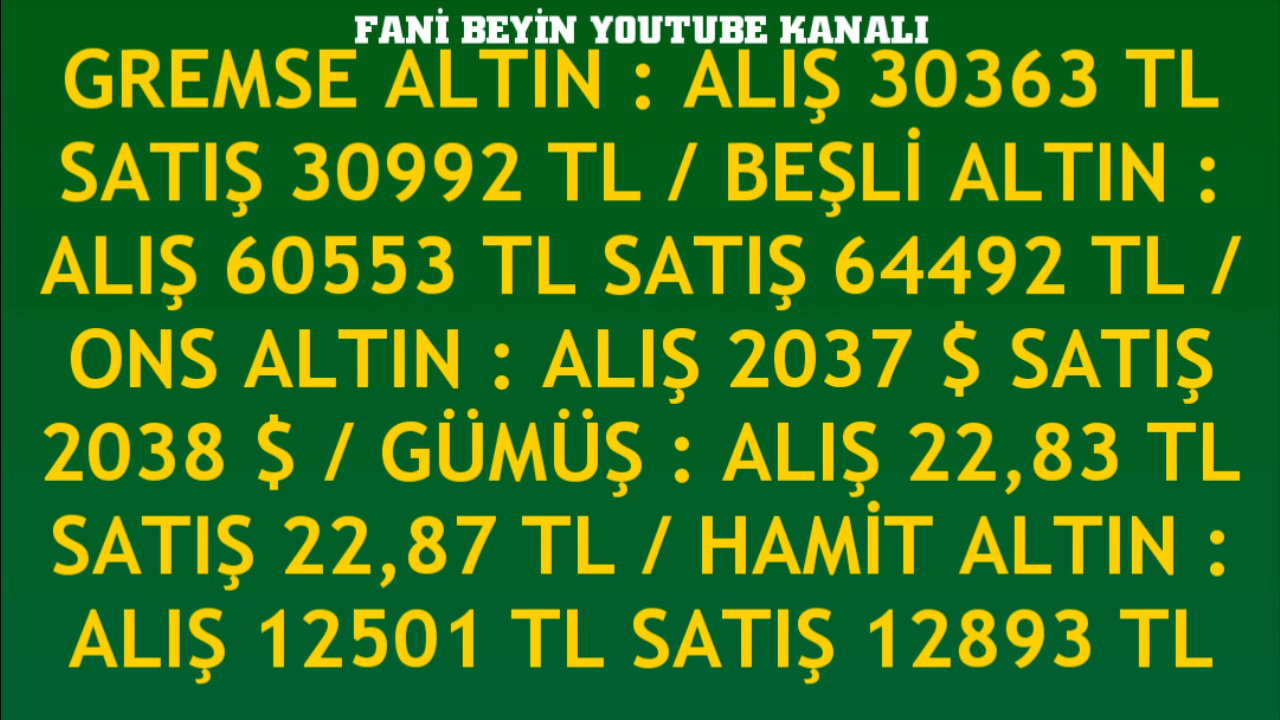 FANİ BEYİN YOUTUBE KANALI
GREMSE ALTIN : ALIŞ 30363 TL
SATIŞ 30992 TL / BEŞLİ ALTIN :
ALIŞ 60553 TL SATIŞ 64492 TL /
ONS ALTIN : ALIŞ 2037 $ SATIŞ
2038 $ / GÜMÜŞ : ALIŞ 22,83 TL
SATIŞ 22,87 TL / HAMİT ALTIN :
ALIŞ 12501 TL SATIŞ 12893 TL